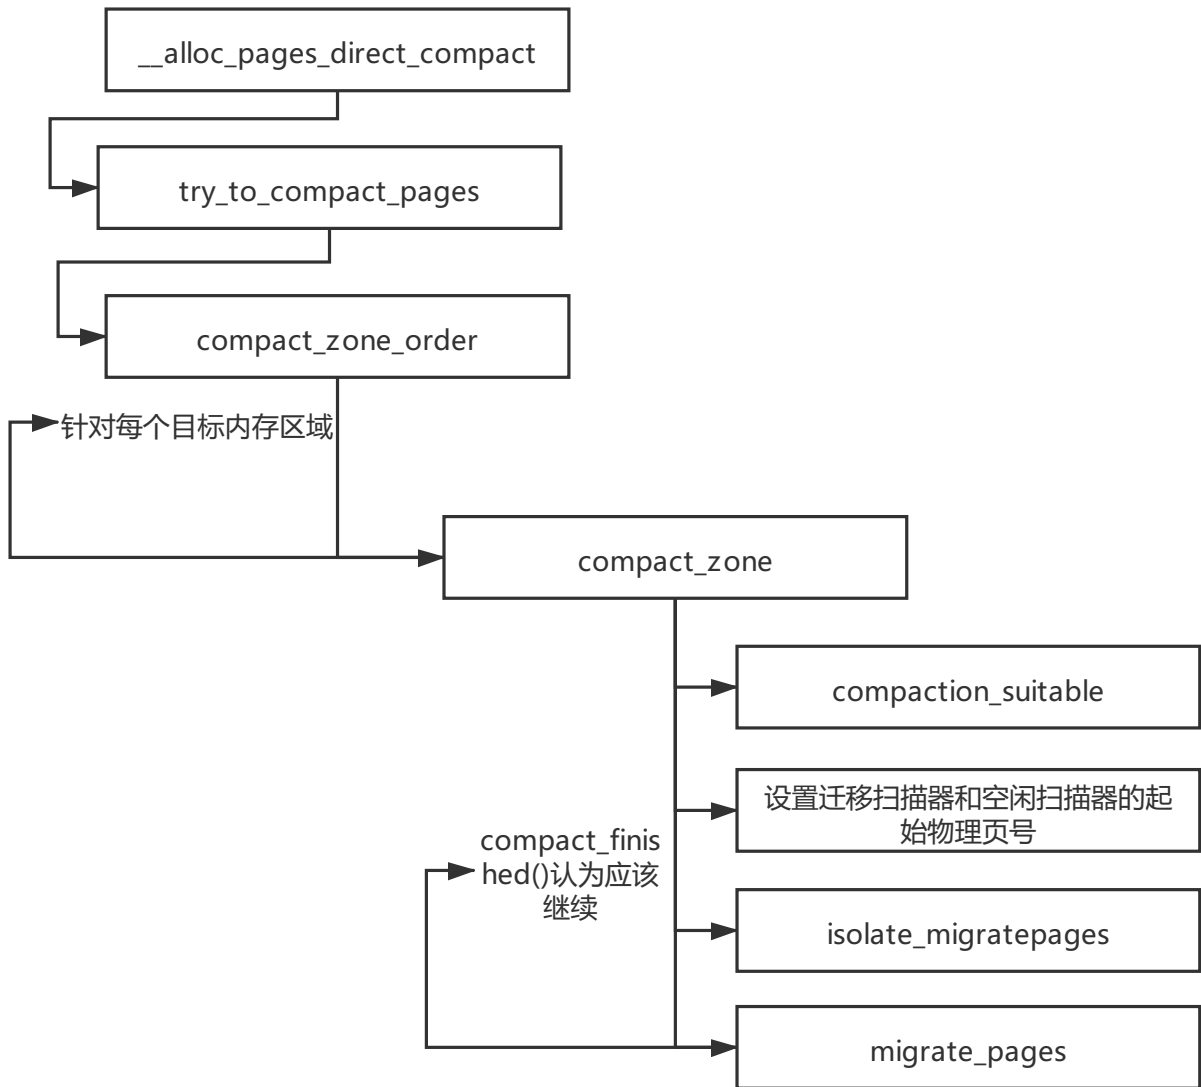 __alloc_pages_direct_compact
try_to_compact_pages
compact_zone_order
针对每个目标内存区域
compact_zone
compaction_suitable
设置迁移扫描器和空闲扫描器的起
始物理页号
compact_finis
hed()认为应该
继续
isolate_migratepages
migrate_pages